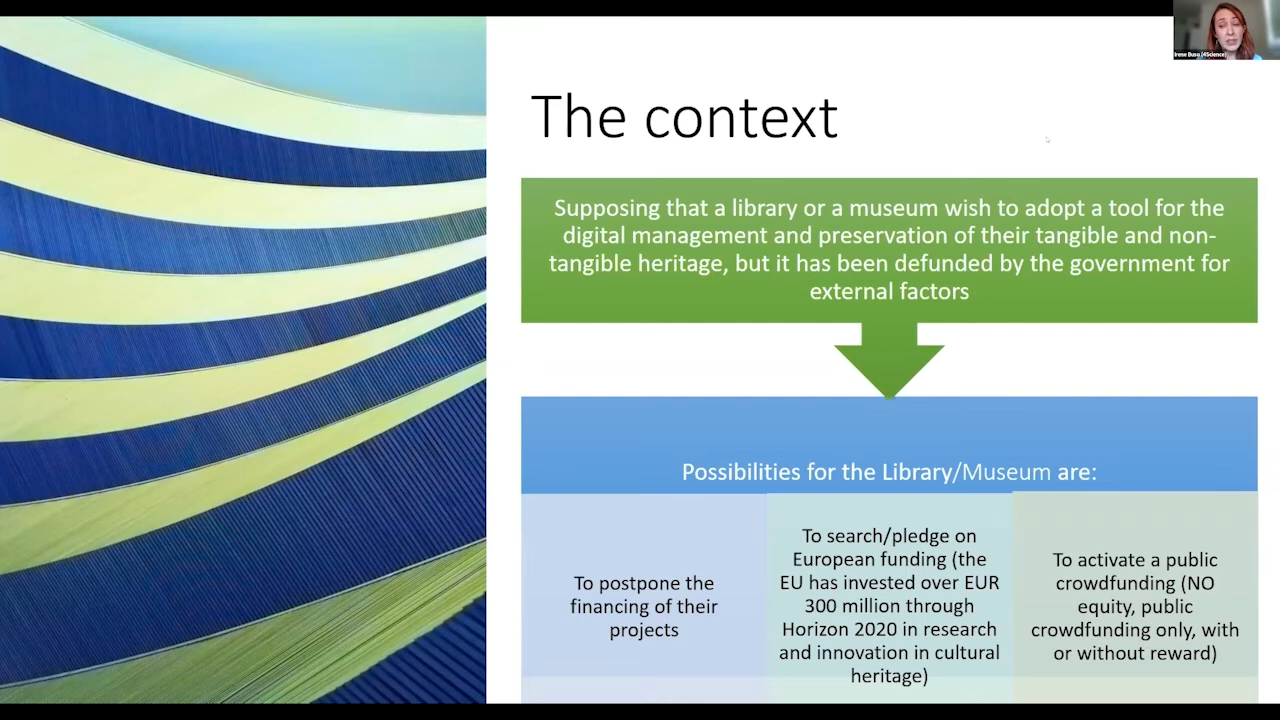 Irene Buso (4Science)
The context
Supposing that a library or a museum wish to adopt a tool for the
digital management and preservation of their tangible and non-
tangible heritage, but it has been defunded by the government for
external factors
Possibilities for the Library/Museum are:
To postpone the
financing of their
projects
To search/pledge on
European funding (the
EU has invested over EUR
300 million through
Horizon 2020 in research
and innovation in cultural
heritage)
To activate a public
crowdfunding (NO
equity, public
crowdfunding only, with
or without reward)